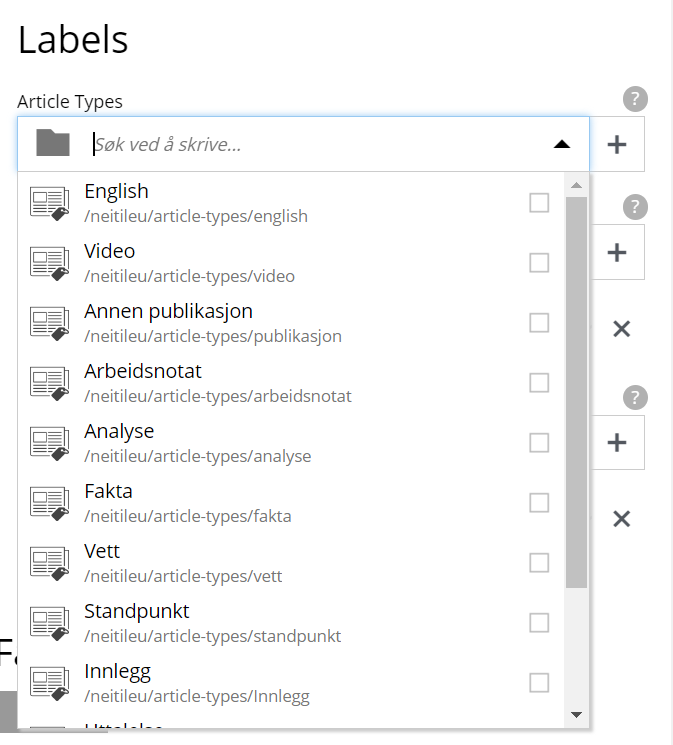 Labels
Article Types
?
Søk ved å skrive...
English
/neitileu/article-types/english
?
Video
/neitileu/article-types/video
Annen publikasjon
/neitileu/article-types/publikasjon
Arbeidsnotat
/neitileu/article-types/arbeidsnotat
?
Analyse
/neitileu/article-types/analyse
Fakta
/neitileu/article-types/fakta
Vett
/neitileu/article-types/vett
Standpunkt
/neitileu/article-types/standpunkt
Innlegg
/neitileu/article-types/Innlegg